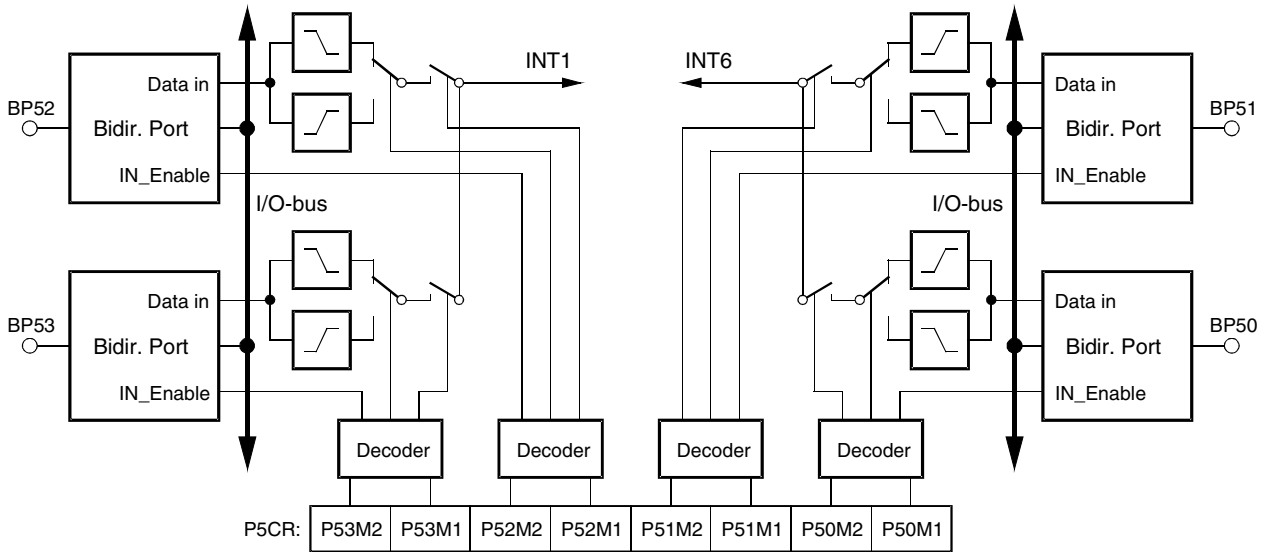 INT1
INT6
Data in
Data in
BP52
Bidir. Port
Bidir. Port
BP51
IN_Enable
IN_Enable
I/O-bus
I/O-bus
Data in
Data in
BP53
Bidir. Port
Bidir. Port
BP50
IN_Enable
IN_Enable
Decoder
Decoder
Decoder
Decoder
P5CR: P53M2 P53M1 P52M2 P52M1 P51M2 P51M1 P50M2 P50M1